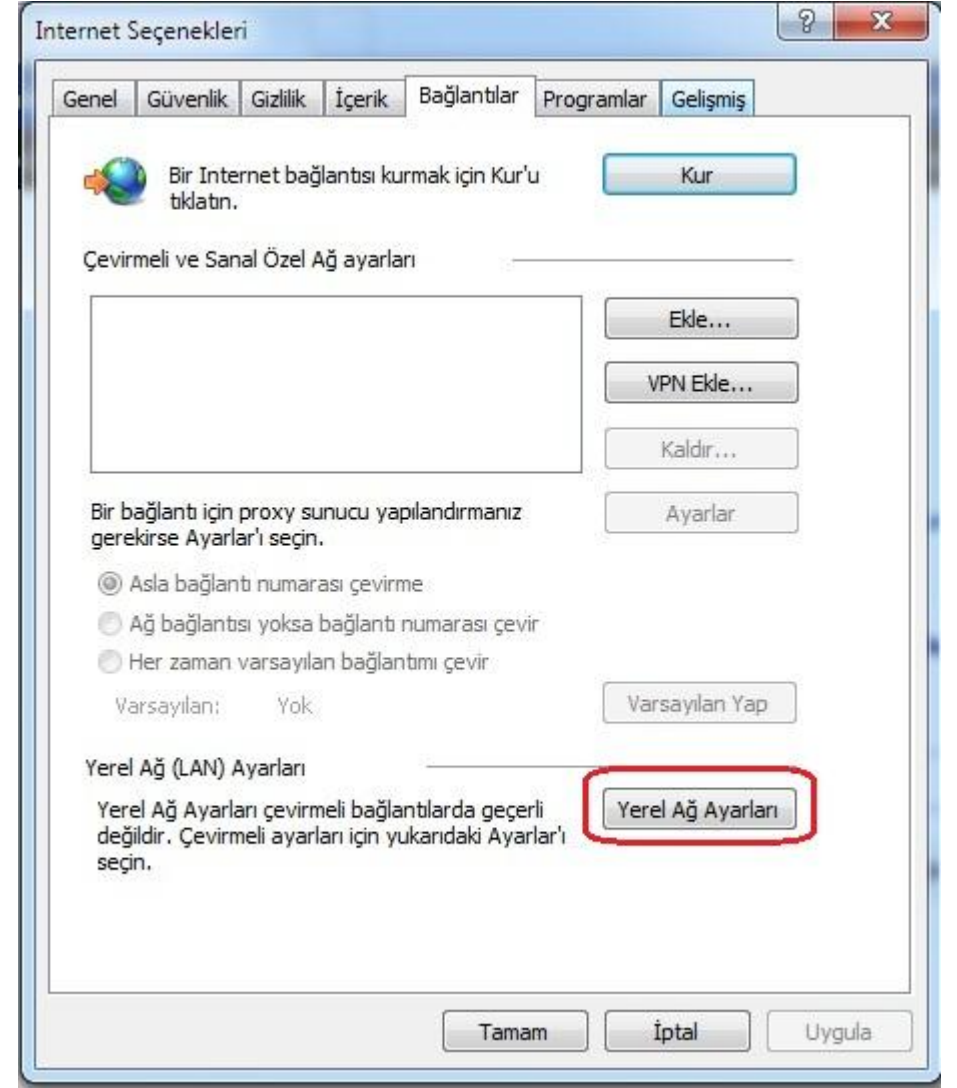 Internet Seçenekleri
Genel Güvenlik Gizlilik İçerik Bağlantılar Programlar Gelişmiş
Bir Internet bağlantısı kurmak için Kur'u
tıklatın.
Kur
Çevirmeli ve Sanal Özel Ağ ayarları
Ekle...
VPN Ekle...
Kaldır...
Bir bağlantı için proxy sunucu yapılandırmanız
gerekirse Ayarlar'ı seçin.
Ayarlar
Asla bağlantı numarası çevirme
Ağ bağlantısı yoksa bağlantı numarası çevir
Her zaman varsayılan bağlantımı çevir
Varsayılan: Yok
Varsayılan Yap
Yerel Ağ (LAN) Ayarları
Yerel Ağ Ayarları çevirmeli bağlantılarda geçerli
değildir. Çevirmeli ayarları için yukarıdaki Ayarlar'ı
seçin.
Yerel Ağ Ayarları
Tamam İptal Uygula